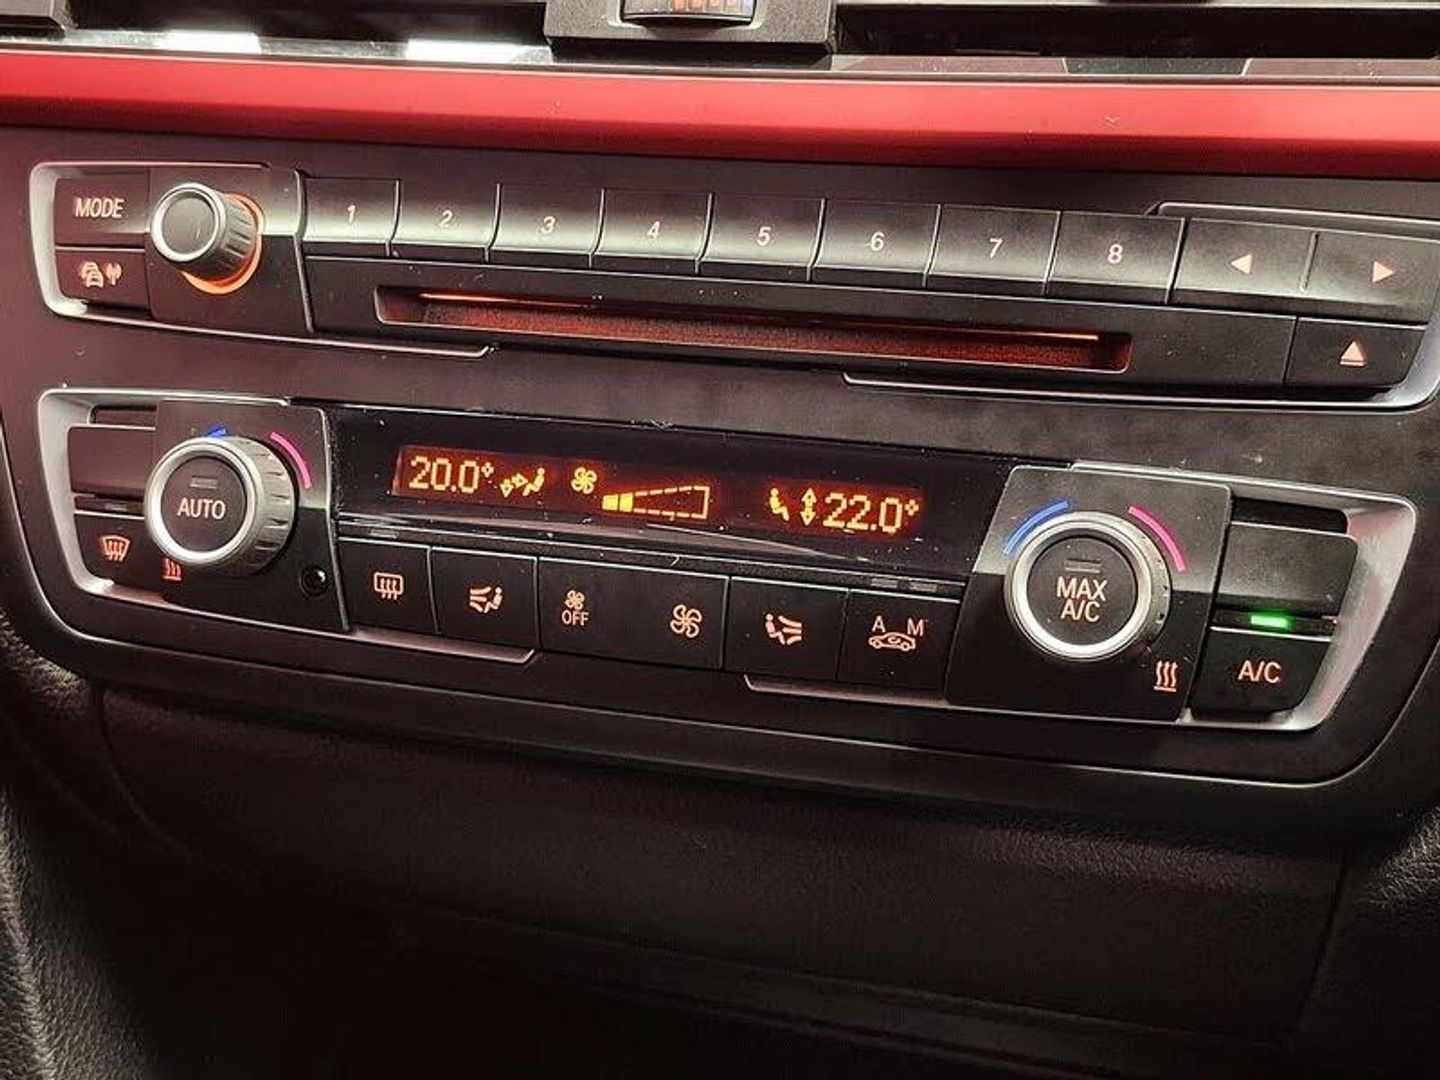 MODE
1 2 3 4 5 6 7 8
20.0° 22.0°
AUTO
MAX
A/C
OFF
A M
A/C